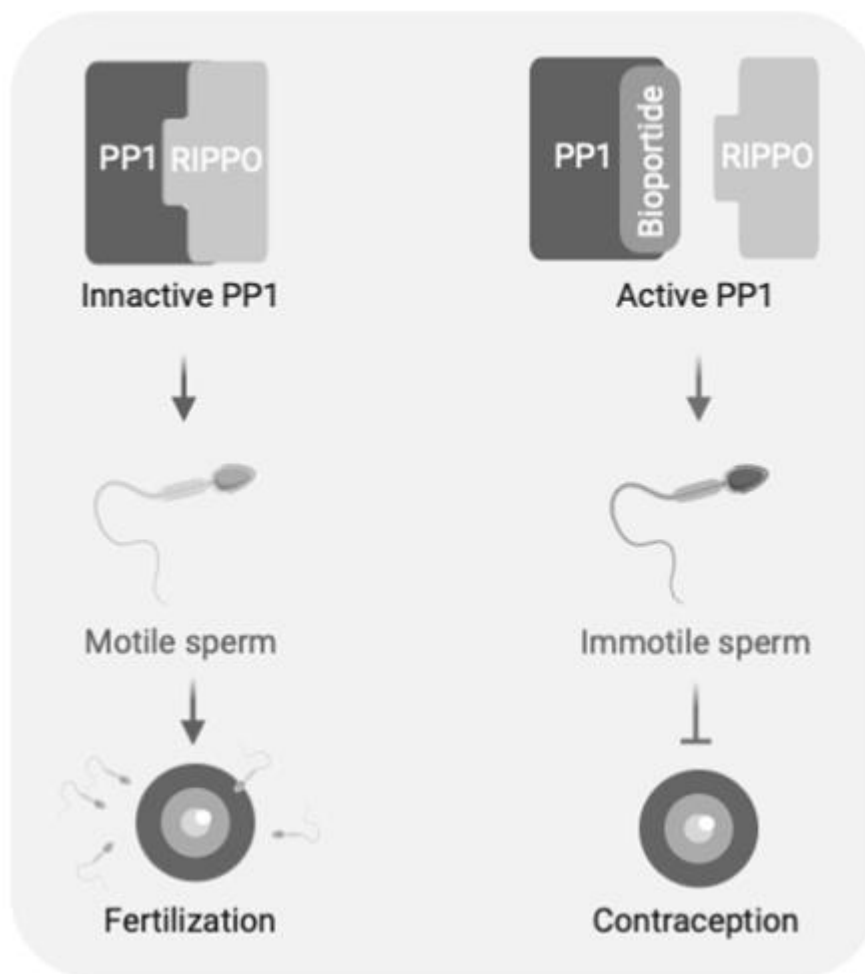 PP1 RIPPO
Innactive PP1
Motile sperm
Fertilization
PP1 Bioportide RIPPO
Active PP1
Immotile sperm
Contraception